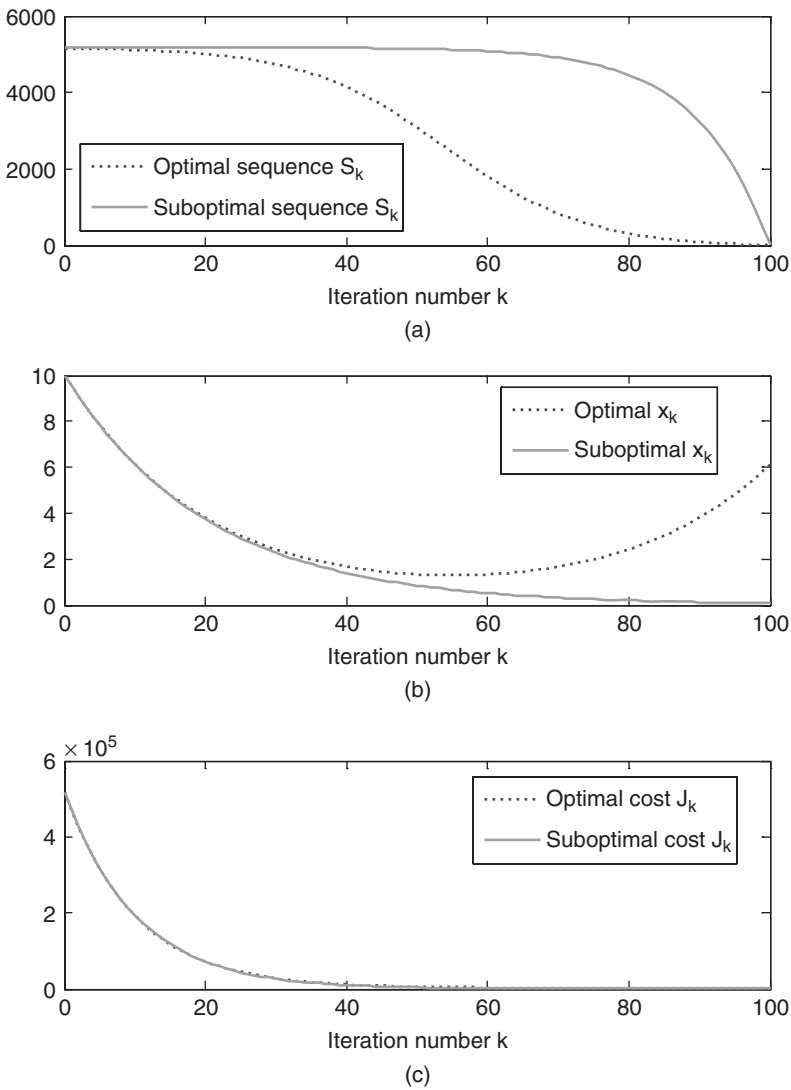 6000
4000
2000
0
Optimal sequence S_k
Suboptimal sequence S_k
0 20 40 60 80 100
Iteration number k
(a)
10
8
6
4
2
0
Optimal x_k
Suboptimal x_k
0 20 40 60 80 100
Iteration number k
(b)
× 10^5
6
4
2
0
Optimal cost J_k
Suboptimal cost J_k
0 20 40 60 80 100
Iteration number k
(c)